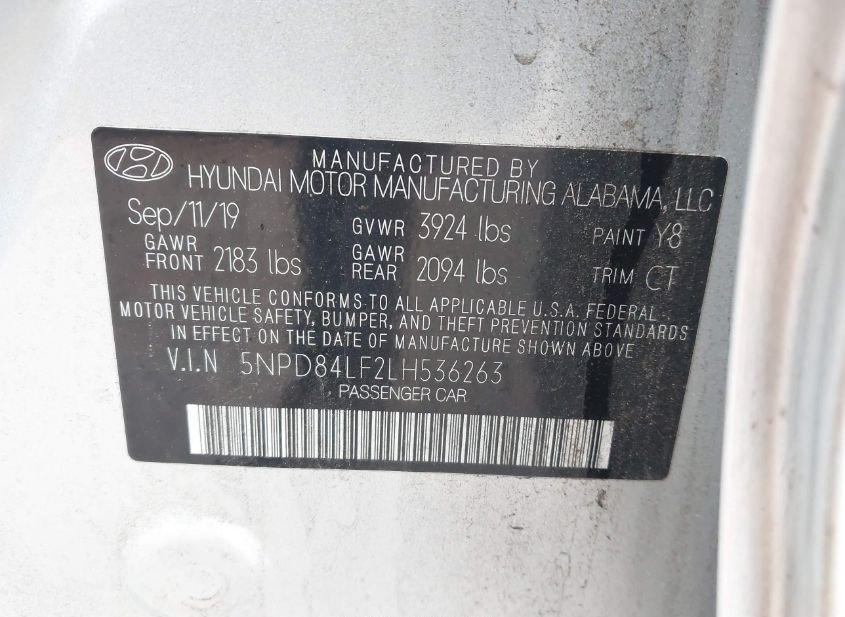 MANUFACTURED BY
HYUNDAI MOTOR MANUFACTURING ALABAMA, LLC
Sep/11/19 GVWR 3924 lbs PAINT Y8
GAWR FRONT 2183 lbs GAWR REAR 2094 lbs TRIM CT
THIS VEHICLE CONFORMS TO ALL APPLICABLE U.S.A. FEDERAL
MOTOR VEHICLE SAFETY, BUMPER, AND THEFT PREVENTION STANDARDS
IN EFFECT ON THE DATE OF MANUFACTURE SHOWN ABOVE
V.I.N 5NPD84LF2LH536263
PASSENGER CAR